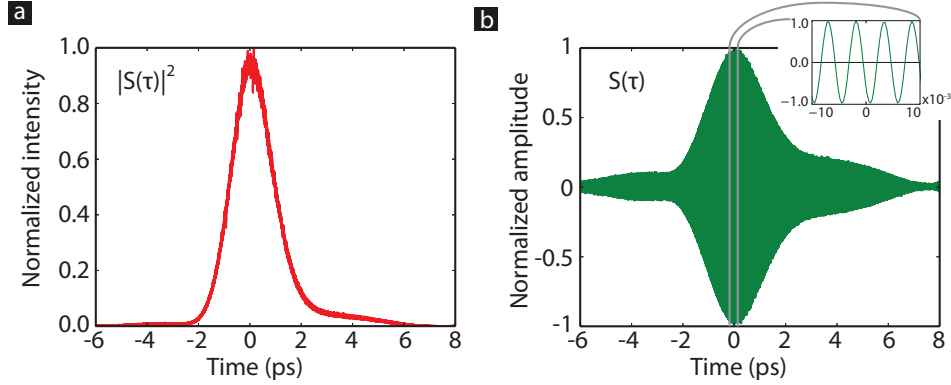 a
|S(τ)|²
Normalized intensity
1.0
0.8
0.6
0.4
0.2
0.0
-6 -4 -2 0 2 4 6 8
Time (ps)
b
S(τ)
Normalized amplitude
1
0.5
0
-0.5
-1
-6 -4 -2 0 2 4 6 8
Time (ps)
1.0
0.0
−1.0
−10 0 10
x10⁻³